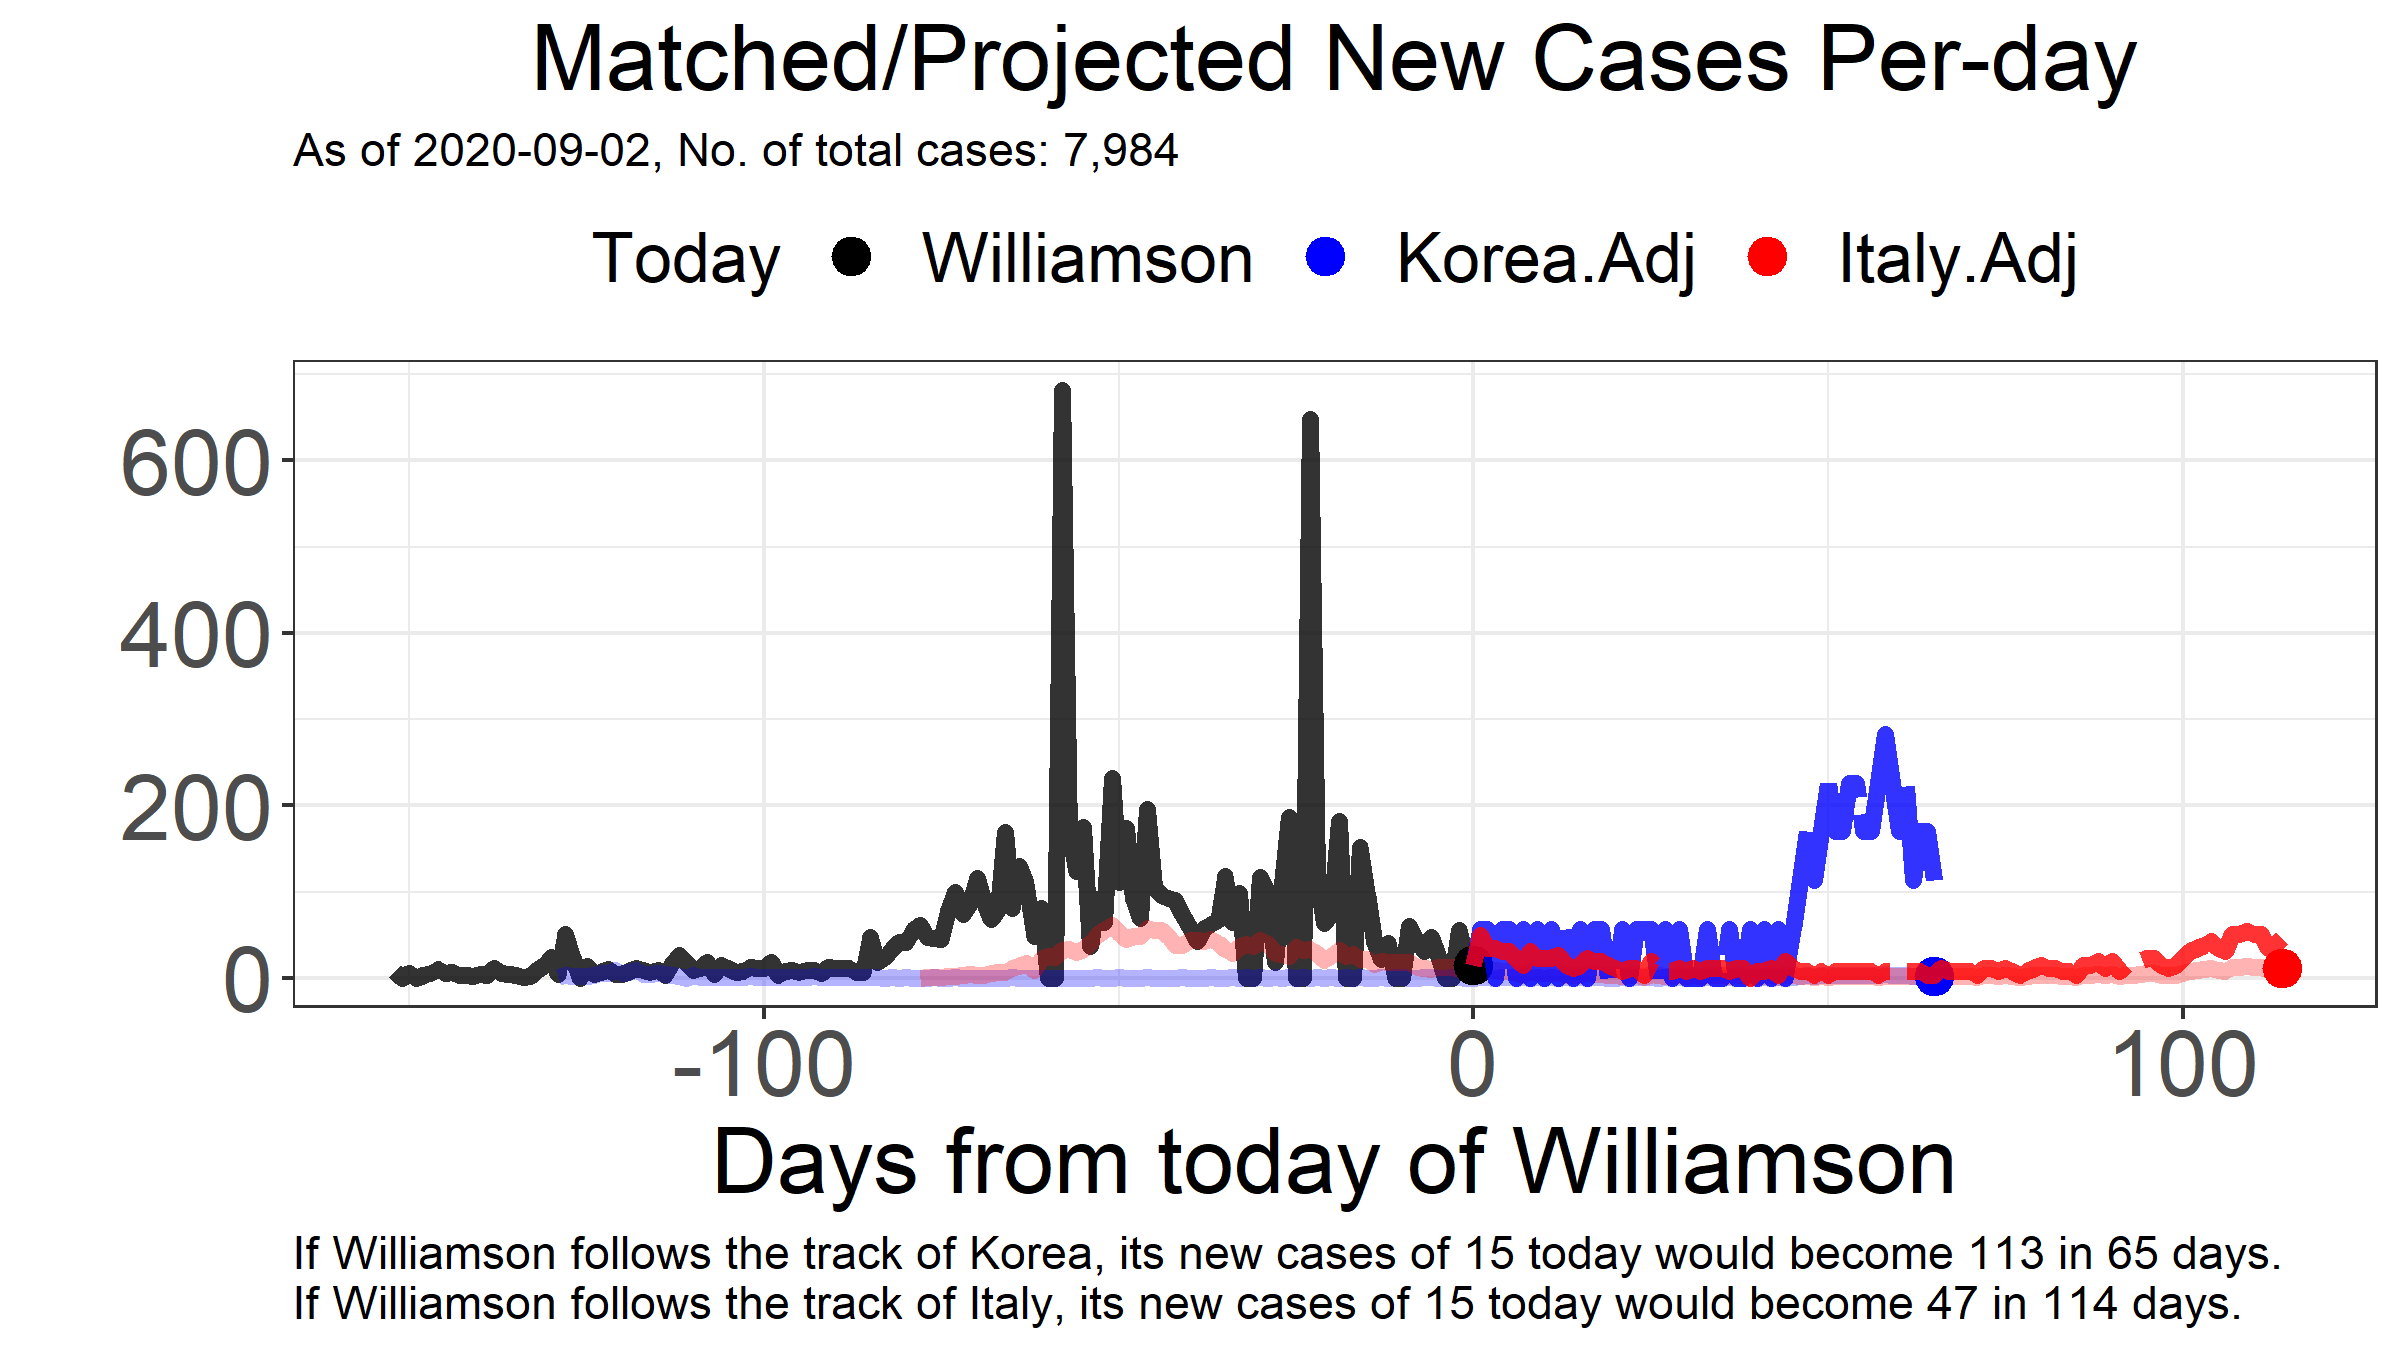 Matched/Projected New Cases Per-day
As of 2020-09-02, No. of total cases: 7,984
Today Williamson Korea.Adj Italy.Adj
600
400
200
0
-100 0 100
Days from today of Williamson
If Williamson follows the track of Korea, its new cases of 15 today would become 113 in 65 days.
If Williamson follows the track of Italy, its new cases of 15 today would become 47 in 114 days.